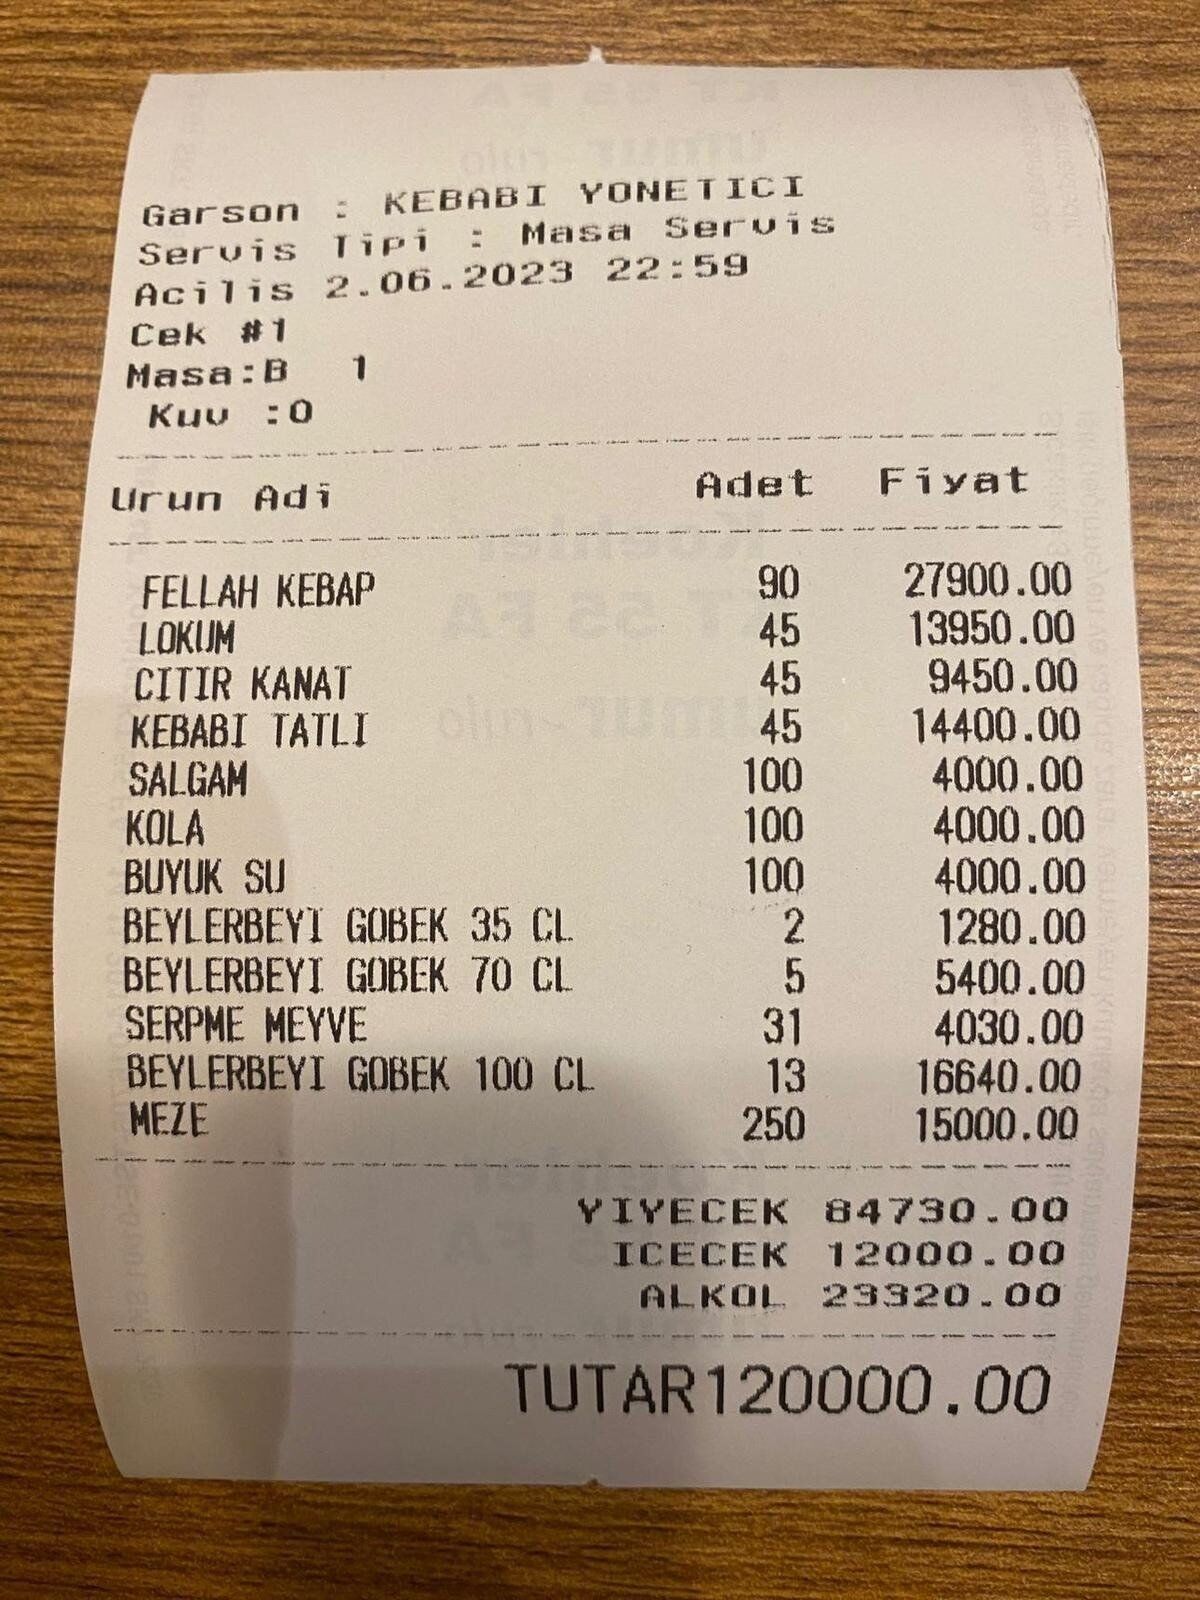 Garson : KEBABI YONETICI
Servis Tipi : Masa Servis
Acilis 2.06.2023 22:59
Cek #1
Masa:B 1
Kuv :0
Urun Adi Adet Fiyat
FELLAH KEBAP 90 27900.00
LOKUM 45 13950.00
CITIR KANAT 45 9450.00
KEBABI TATLI 45 14400.00
SALGAM 100 4000.00
KOLA 100 4000.00
BUYUK SU 100 4000.00
BEYLERBEYI GOBEK 35 CL 2 1280.00
BEYLERBEYI GOBEK 70 CL 5 5400.00
SERPME MEYVE 31 4030.00
BEYLERBEYI GOBEK 100 CL 13 16640.00
MEZE 250 15000.00
YIYECEK 84730.00
ICECEK 12000.00
ALKOL 23320.00
TUTAR120000.00